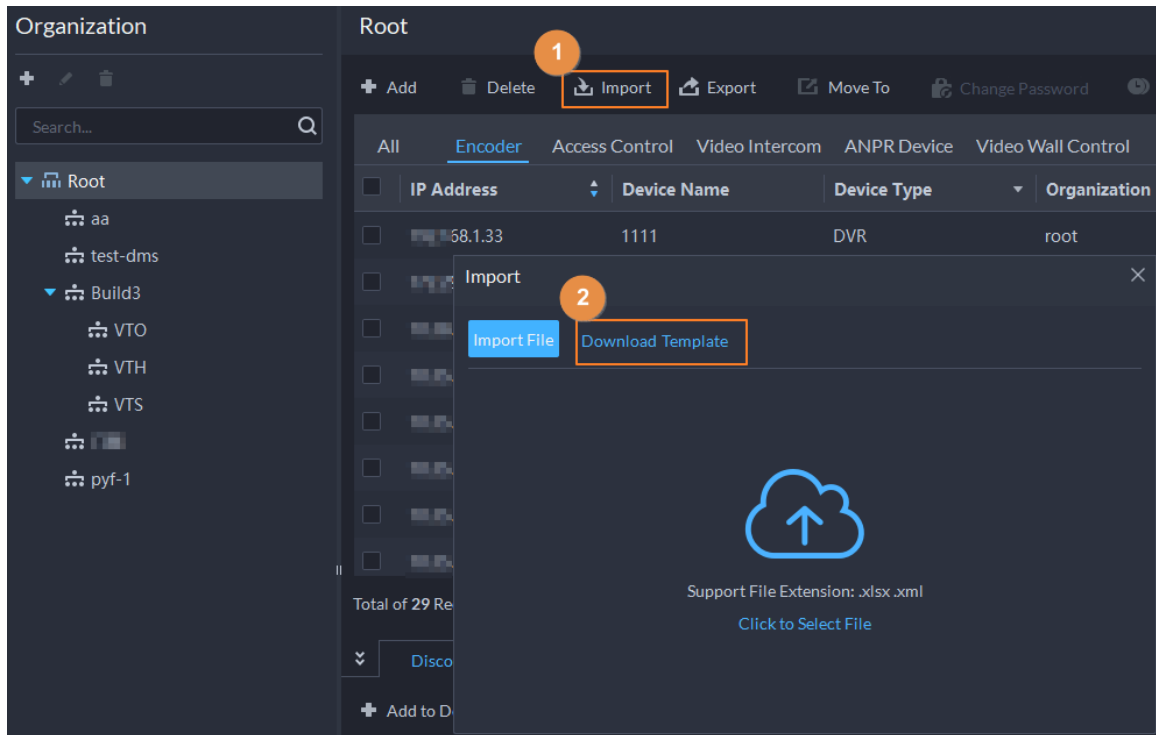 Organization
Search...
Root
aa
test-dms
Build3
VTO
VTH
VTS
pyf-1
Root
1
Add Delete Import Export Move To Change Password
All Encoder Access Control Video Intercom ANPR Device Video Wall Control
IP Address Device Name Device Type Organization
68.1.33 1111 DVR root
Import
2
Import File Download Template
Support File Extension: .xlsx .xml
Click to Select File
Total of 29 Re
Disco
Add to D